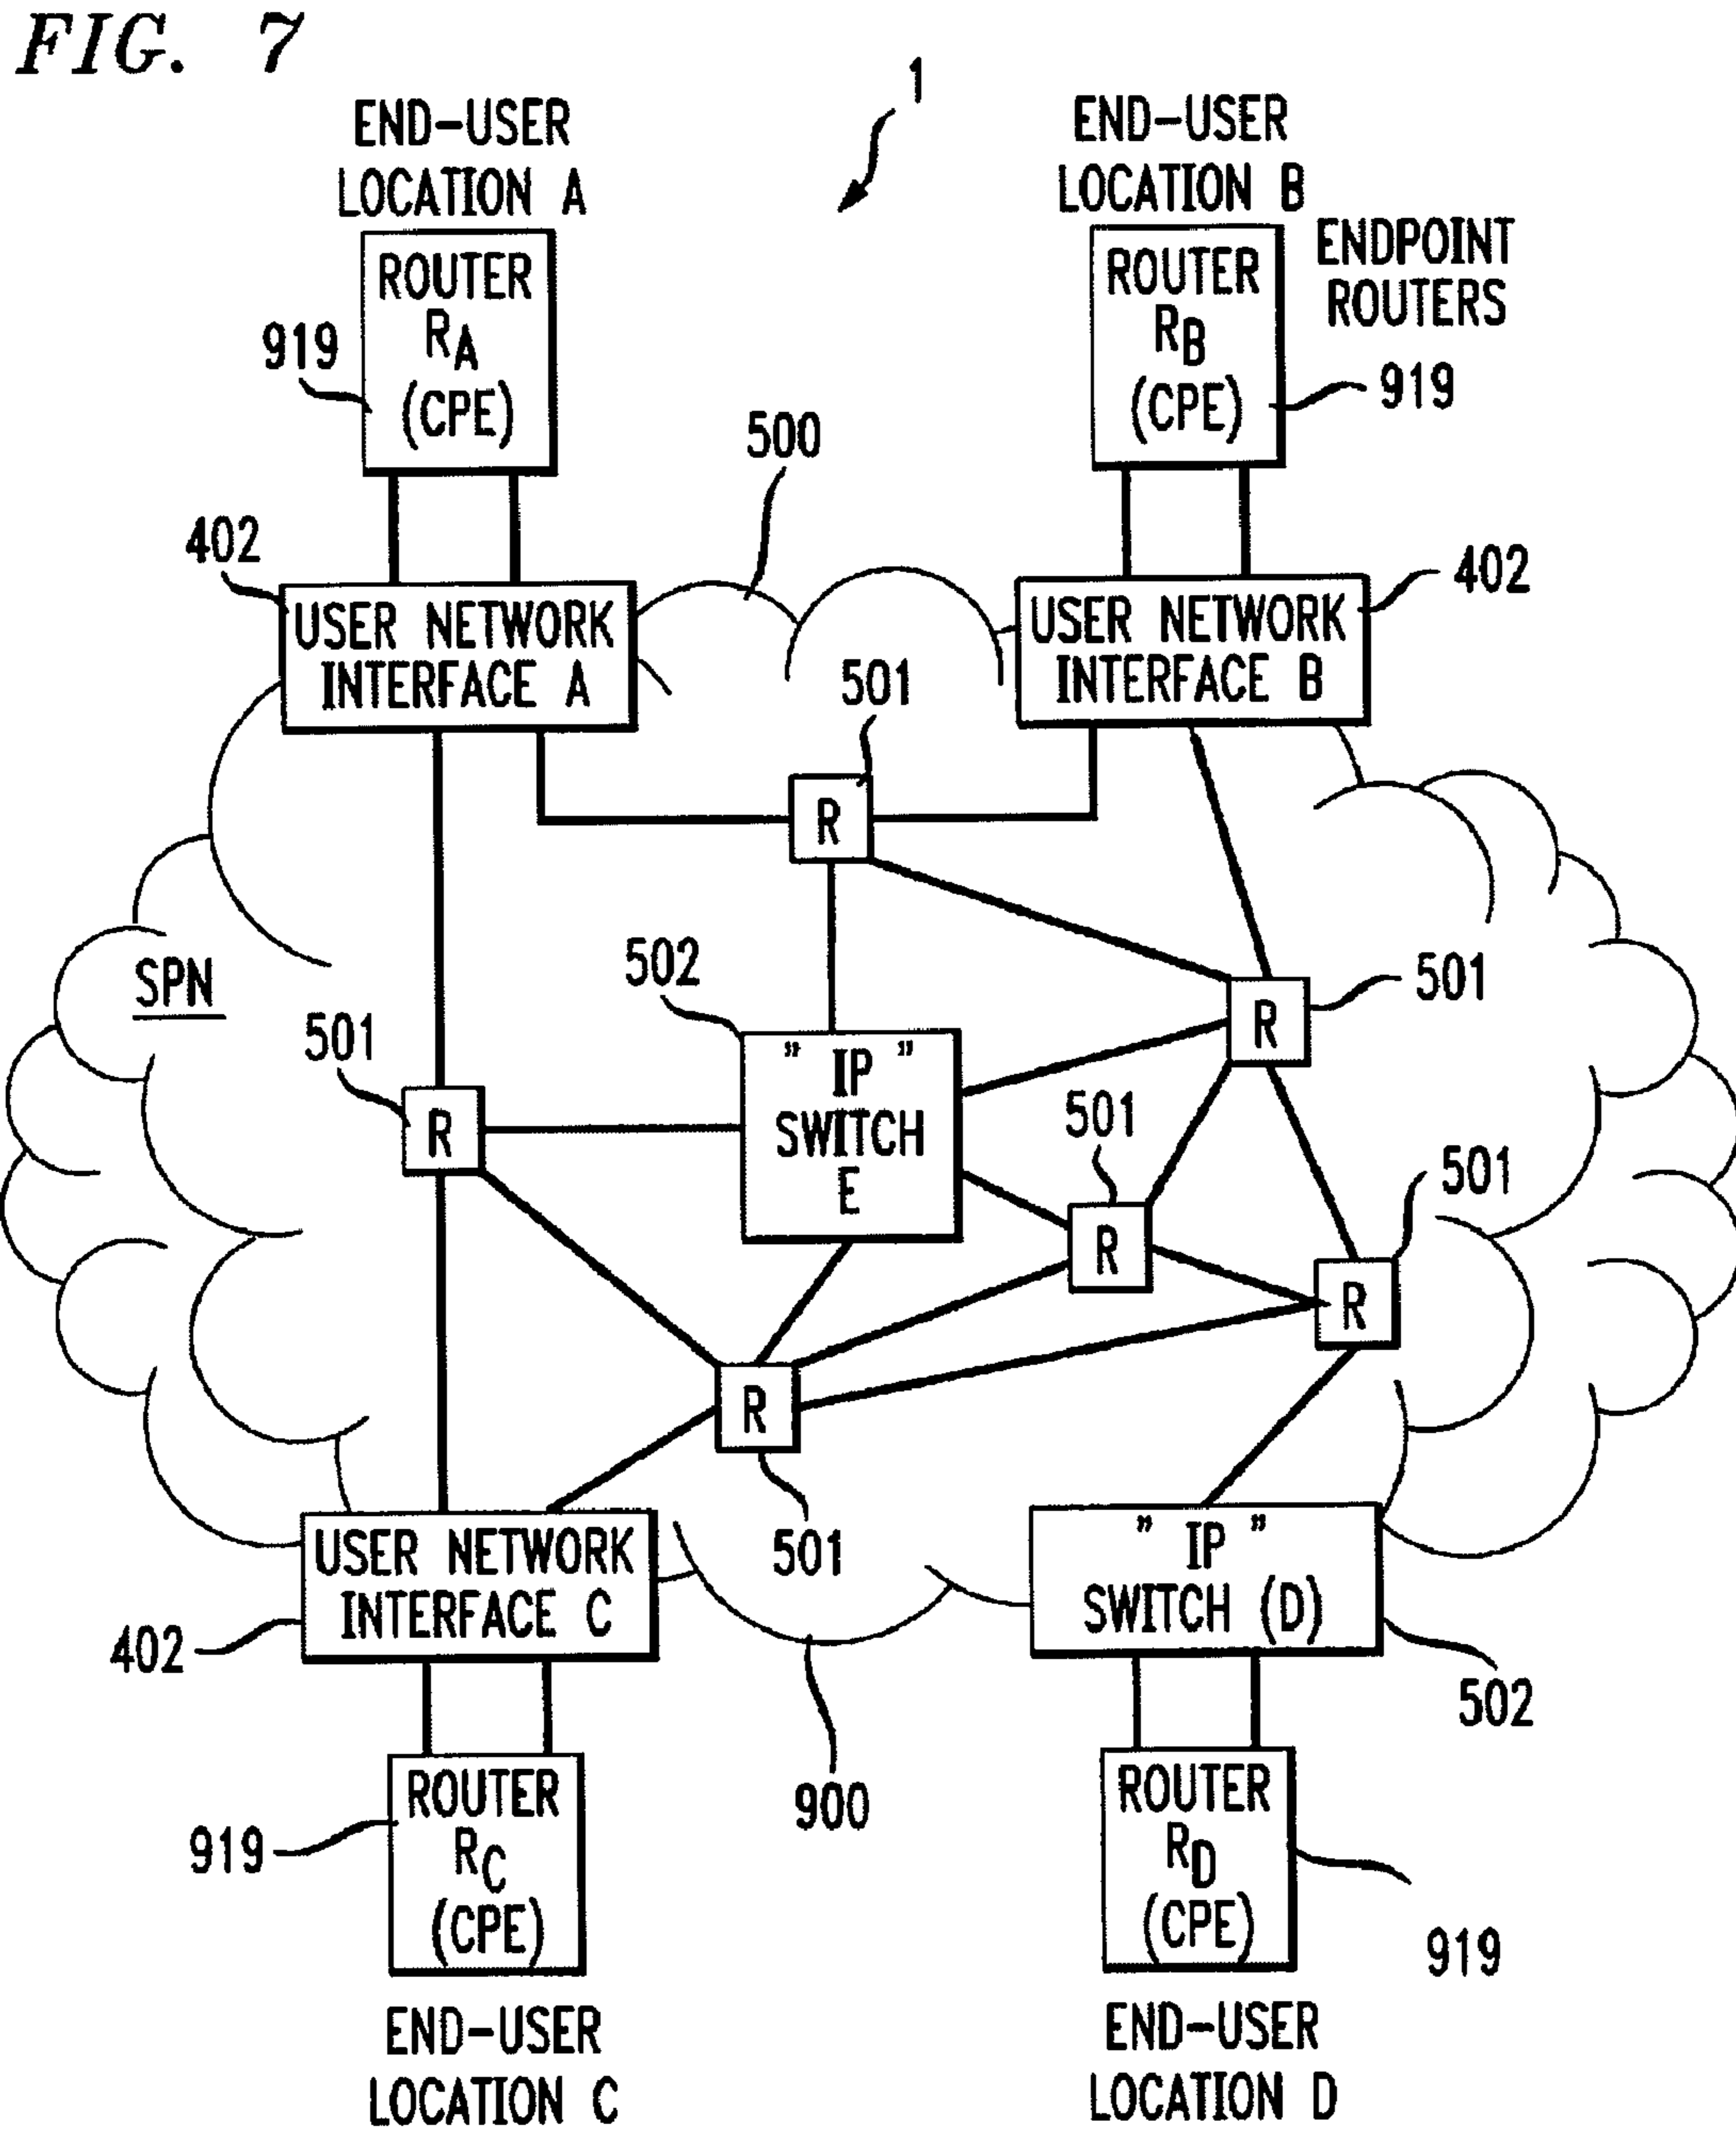 FIG. 7
1
END-USER
LOCATION A
END-USER
LOCATION B
ROUTER
RA
(CPE)
919
ROUTER
RB
(CPE)
ENDPOINT
ROUTERS
919
500
402
USER NETWORK
INTERFACE A
402
USER NETWORK
INTERFACE B
501
R
SPN
502
501
R
501
R
" IP "
SWITCH
E
501
R
501
R
R
501
USER NETWORK
INTERFACE C
402
" IP "
SWITCH (D)
502
900
ROUTER
RC
(CPE)
919
ROUTER
RD
(CPE)
919
END-USER
LOCATION C
END-USER
LOCATION D